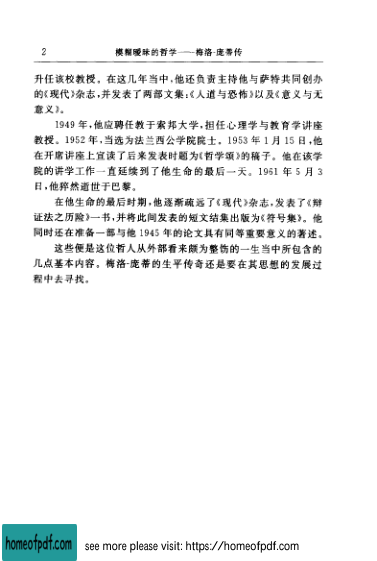 2 模糊暧昧的哲学——梅洛-庞蒂传
升任该校教授。在这几年当中,他还负责主持他与萨特共同创办
的《现代》杂志,并发表了两部文集:《人道与恐怖》以及《意义与无
意义》。
1949 年,他应聘任教于索邦大学,担任心理学与教育学讲座
教授。1952 年,当选为法兰西公学院院士。1953 年 1 月 15 日,他
在开席讲座上宣读了后来发表时题为《哲学颂》的稿子。他在该学
院的讲学工作一直延续到了他生命的最后一天。1961 年 5 月 3
日,他猝然逝世于巴黎。
在他生命的最后时期,他逐渐疏远了《现代》杂志,发表了《辩
证法之历险》一书,并将此间发表的短文结集出版为《符号集》。他
同时还在准备一部与他 1945 年的论文具有同等重要意义的著述。
这些便是这位哲人从外部看来颇为整饬的一生当中所包含的
几点基本内容。梅洛-庞蒂的生平传奇还是要在其思想的发展过
程中去寻找。
homeofpdf.com
see more please visit: https://homeofpdf.com